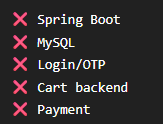 ❌ Spring Boot
❌ MySQL
❌ Login/OTP
❌ Cart backend
❌ Payment